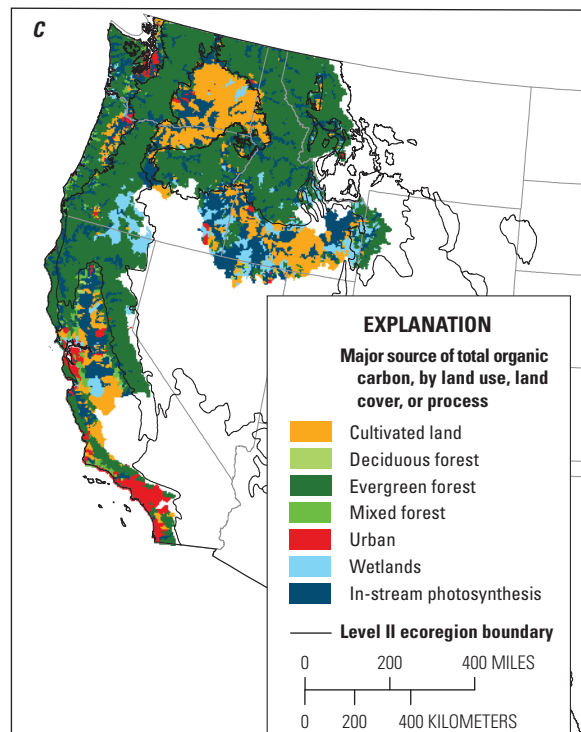 C
EXPLANATION
Major source of total organic
carbon, by land use, land
cover, or process
Cultivated land
Deciduous forest
Evergreen forest
Mixed forest
Urban
Wetlands
In-stream photosynthesis
Level II ecoregion boundary
0 200 400 MILES
0 200 400 KILOMETERS